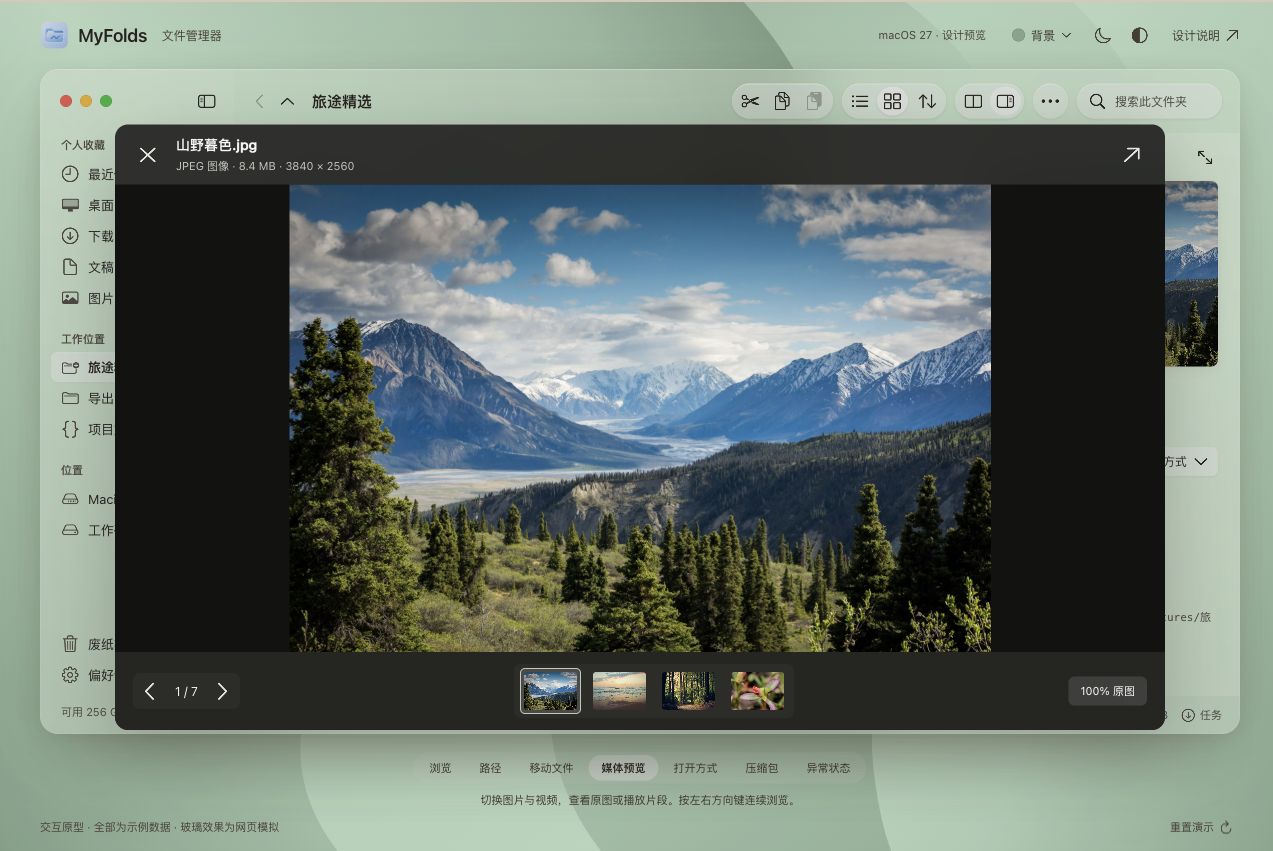 MyFolds 文件管理器
macOS 27 · 设计预览
背景
设计说明
旅途精选
搜索此文件夹
个人收藏
最近
桌面
下载
文稿
图片
工作位置
旅途
导出
项目
位置
Maci
工作
废纸
偏好
可用 256 G
山野暮色.jpg
JPEG 图像 · 8.4 MB · 3840 × 2560
方式
tures/旅
1 / 7
100% 原图
任务
浏览
路径
移动文件
媒体预览
打开方式
压缩包
异常状态
切换图片与视频，查看原图或播放片段。按左右方向键连续浏览。
交互原型 · 全部为示例数据 · 玻璃效果为网页模拟
重置演示